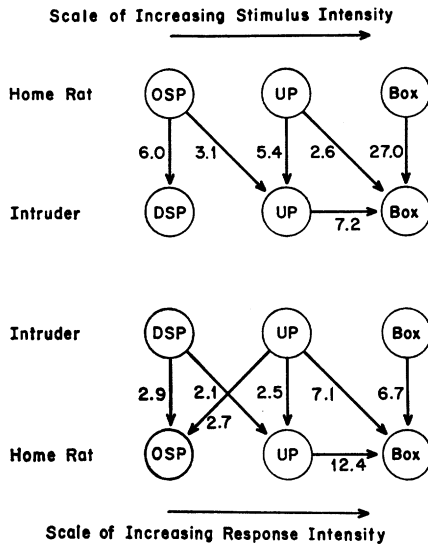 Scale of Increasing Stimulus Intensity
Home Rat OSP UP Box
6.0 3.1 5.4 2.6 27.0
Intruder DSP UP Box
7.2
Intruder DSP UP Box
2.9 2.1 2.5 7.1 6.7
2.7
Home Rat OSP UP Box
12.4
Scale of Increasing Response Intensity